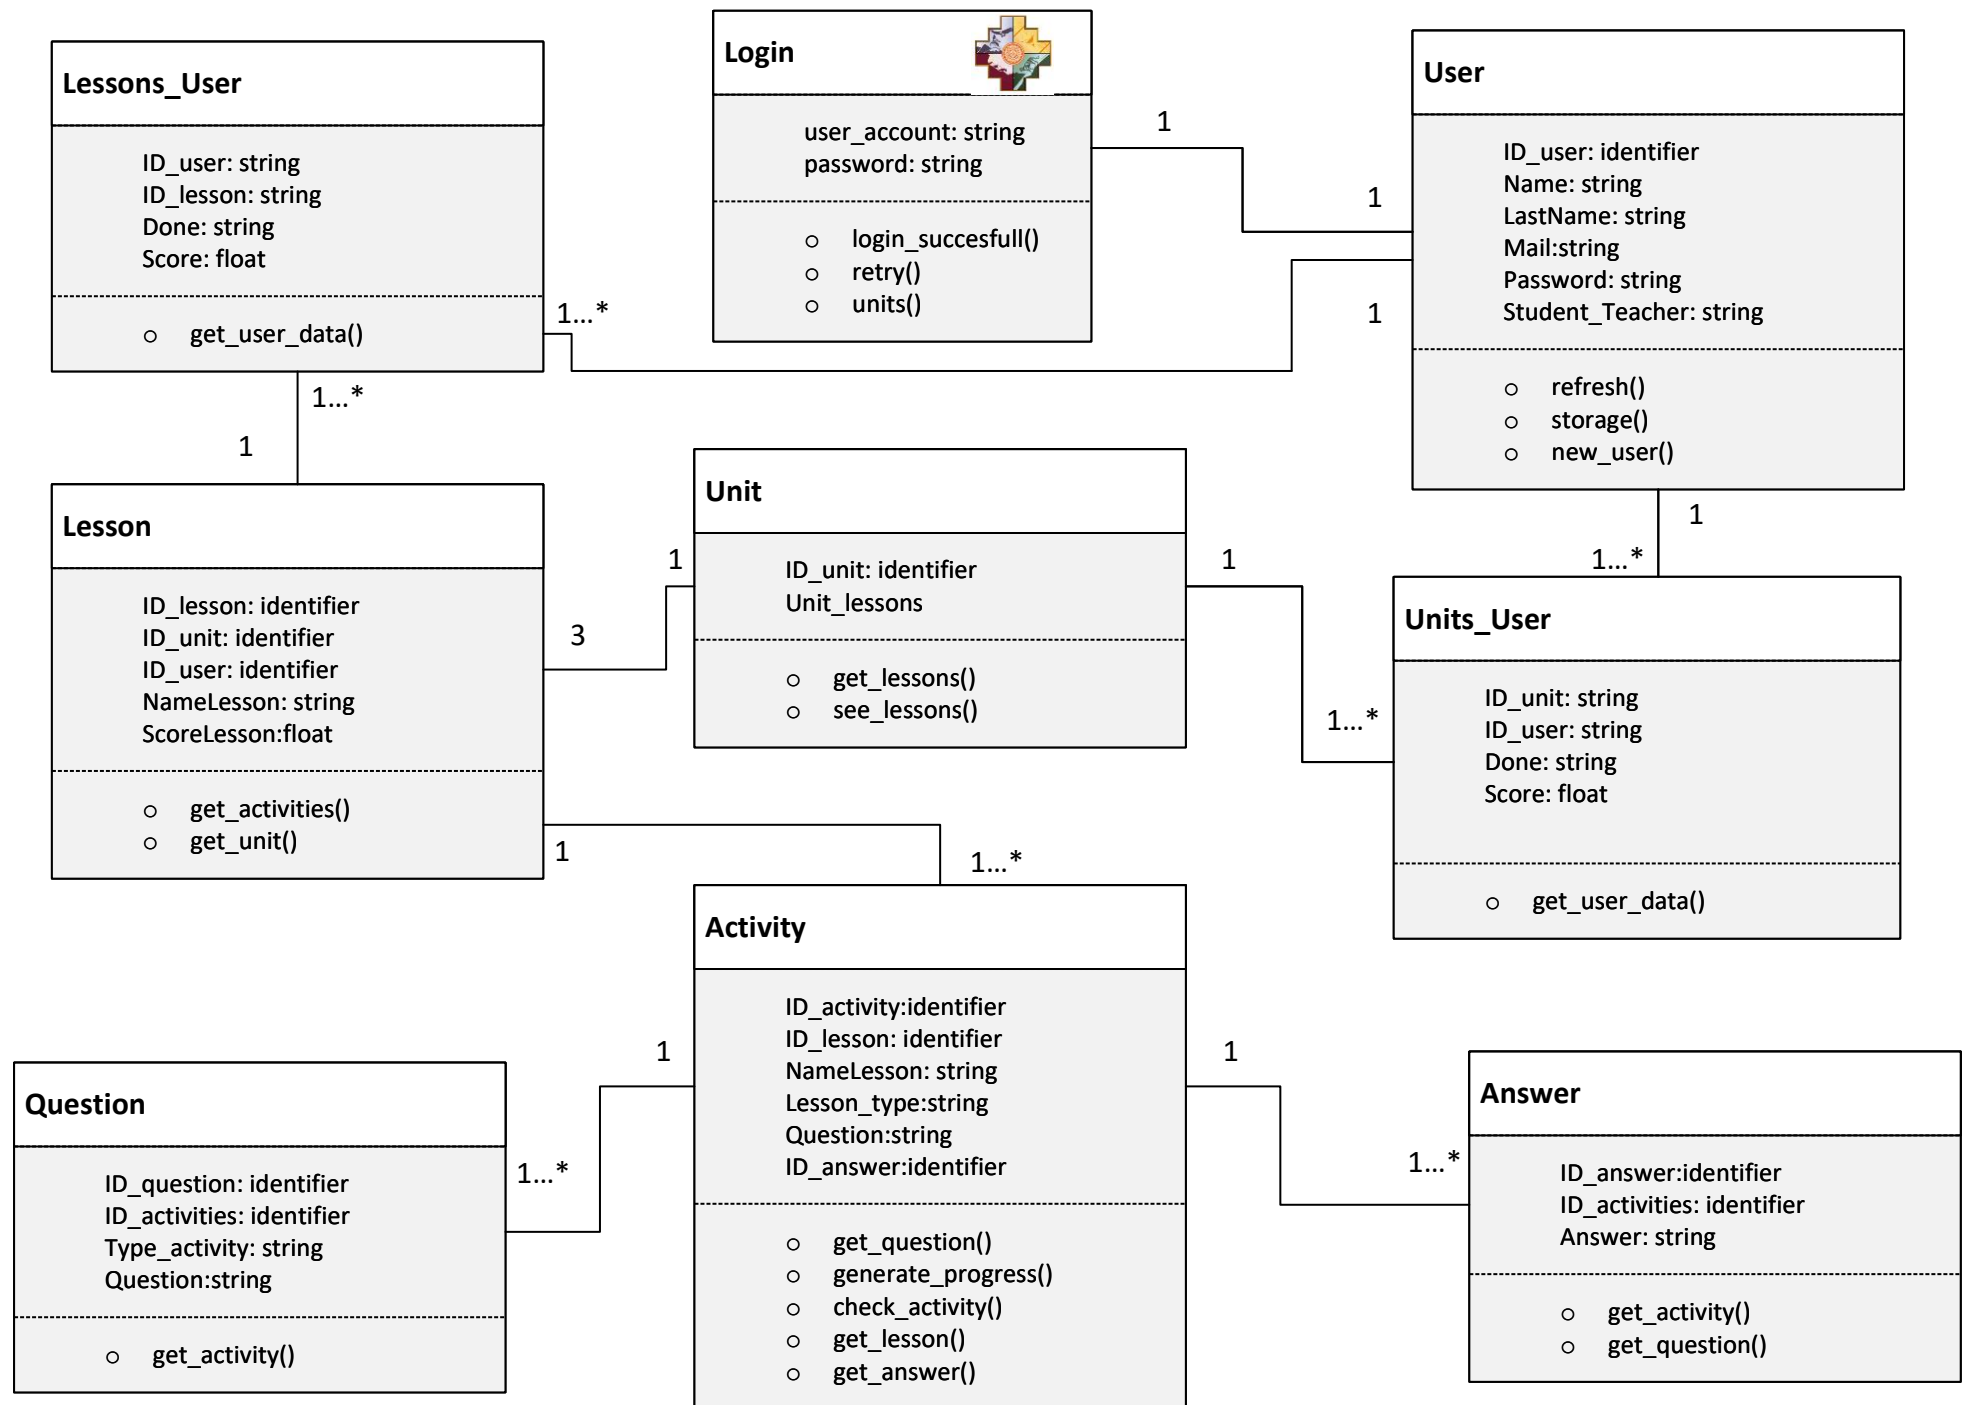 Lessons_User
ID_user: string
ID_lesson: string
Done: string
Score: float
get_user_data()
1...*
1...*
1
Login
user_account: string
password: string
login_succesfull()
retry()
units()
1
1
1
User
ID_user: identifier
Name: string
LastName: string
Mail:string
Password: string
Student_Teacher: string
refresh()
storage()
new_user()
1
1...*
Lesson
ID_lesson: identifier
ID_unit: identifier
ID_user: identifier
NameLesson: string
ScoreLesson:float
get_activities()
get_unit()
3
1
1
1...*
Unit
ID_unit: identifier
Unit_lessons
get_lessons()
see_lessons()
1
1...*
Units_User
ID_unit: string
ID_user: string
Done: string
Score: float
get_user_data()
Activity
ID_activity:identifier
ID_lesson: identifier
NameLesson: string
Lesson_type:string
Question:string
ID_answer:identifier
get_question()
generate_progress()
check_activity()
get_lesson()
get_answer()
1
1...*
1
1...*
Question
ID_question: identifier
ID_activities: identifier
Type_activity: string
Question:string
get_activity()
Answer
ID_answer:identifier
ID_activities: identifier
Answer: string
get_activity()
get_question()